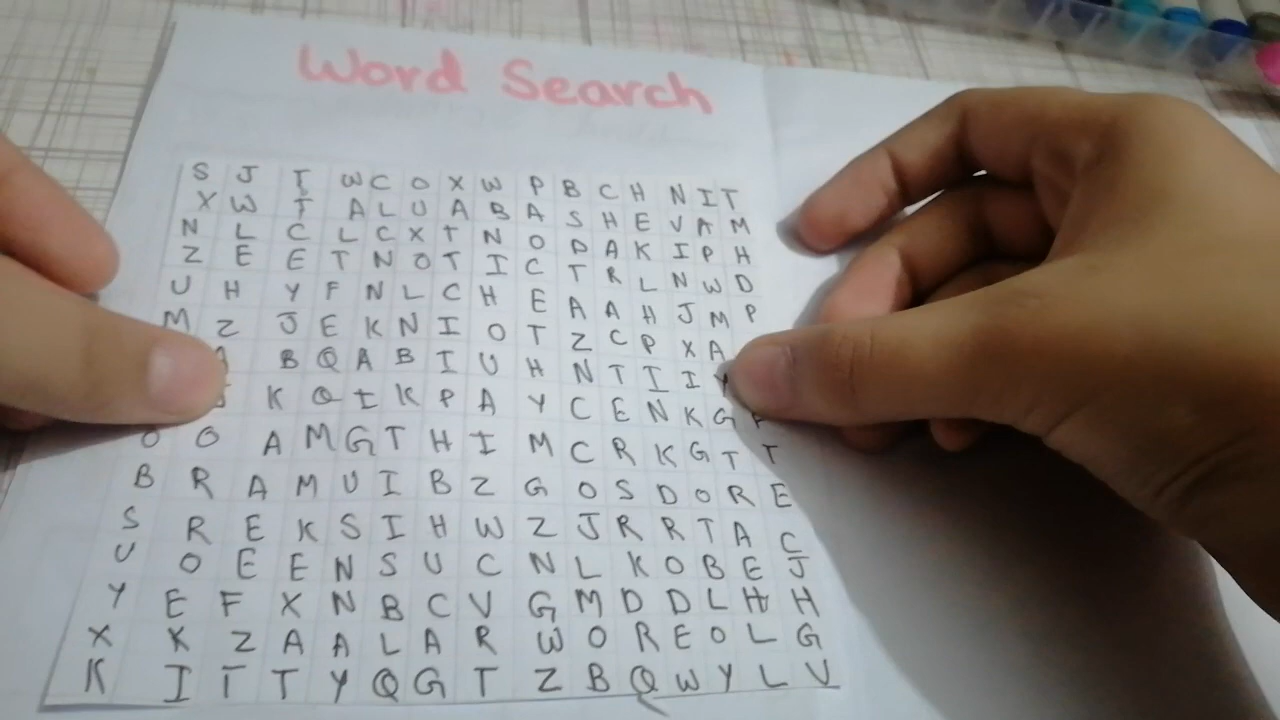 Word Search
S J T W C O X W P B C H N I T
X W T A L U A B A S H E V A M
N L C L C X T N O D A K I P H
Z E E T N O T I C T R L N W D
U H Y F N L C H E A A H J M P
M Z J E K N I O T Z C P X A
B Q A B I U H N T I I
K Q I K P A Y C E N K G
O O A M G T H I M C R K G T T
B R A M U I B Z G O S D O R E
S R E K S I H W Z J R R T A C
U O E E N S U C N L K O B E J
Y E F X N B C V G M D D L H H
X K Z A A L A R W O R E O L G
K I T T Y Q G T Z B Q W Y L V